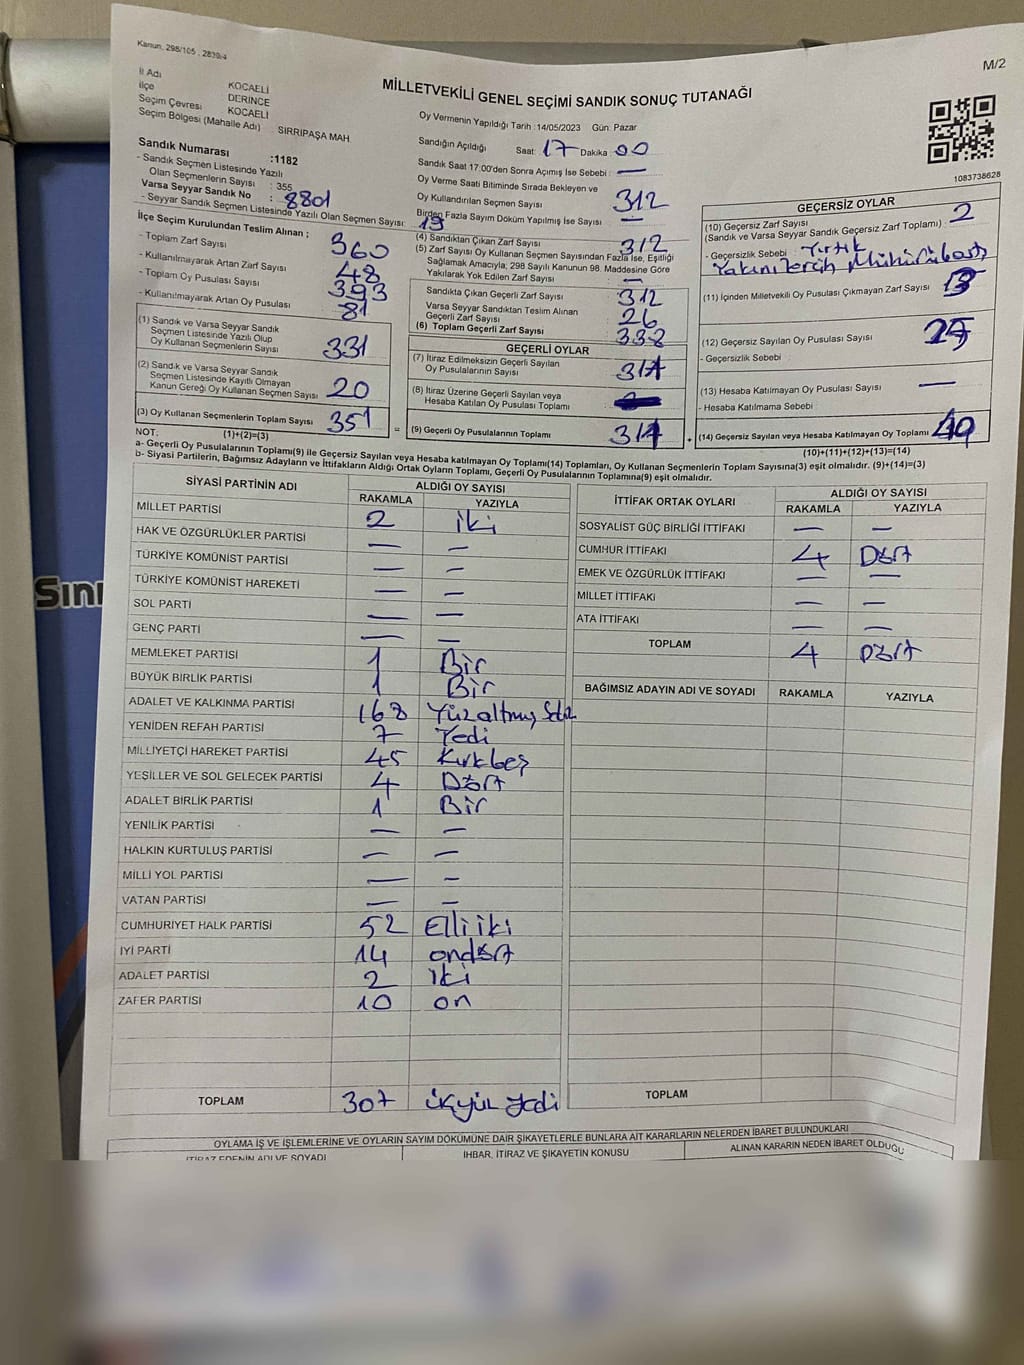 Kanun, 298/105 , 2839/4
M/2
MİLLETVEKİLİ GENEL SEÇİMİ SANDIK SONUÇ TUTANAĞI
İl Adı KOCAELİ
İlçe DERİNCE
Seçim Çevresi KOCAELİ
Seçim Bölgesi (Mahalle Adı) SIRRIPAŞA MAH
Sandık Numarası :1182
- Sandık Seçmen Listesinde Yazılı
Olan Seçmenlerin Sayısı : 355
Varsa Seyyar Sandık No : 8801
- Seyyar Sandık Seçmen Listesinde Yazılı Olan Seçmen Sayısı: 19
İlçe Seçim Kurulundan Teslim Alınan ;
- Toplam Zarf Sayısı 360
- Kullanılmayarak Artan Zarf Sayısı 48
- Toplam Oy Pusulası Sayısı 393
- Kullanılmayarak Artan Oy Pusulası 81
(1) Sandık ve Varsa Seyyar Sandık
Seçmen Listesinde Yazılı Olup
Oy Kullanan Seçmenlerin Sayısı 331
(2) Sandık ve Varsa Seyyar Sandık
Seçmen Listesinde Kayıtlı Olmayan
Kanun Gereği Oy Kullanan Seçmen Sayısı 20
(3) Oy Kullanan Seçmenlerin Toplam Sayısı 351
Oy Vermenin Yapıldığı Tarih :14/05/2023 Gün: Pazar
Sandığın Açıldığı Saat: 17 Dakika 00
Sandık Saat 17:00'den Sonra Açımış İse Sebebi : —
Oy Verme Saati Bitiminde Sırada Bekleyen ve
Oy Kullandırılan Seçmen Sayısı 312
Birden Fazla Sayım Döküm Yapılmış İse Sayısı —
(4) Sandıktan Çıkan Zarf Sayısı 312
(5) Zarf Sayısı Oy Kullanan Seçmen Sayısından Fazla İse, Eşitliği
Sağlamak Amacıyla, 298 Sayılı Kanunun 98. Maddesine Göre
Yakılarak Yok Edilen Zarf Sayısı —
Sandıkta Çıkan Geçerli Zarf Sayısı 312
Varsa Seyyar Sandıktan Teslim Alınan
Geçerli Zarf Sayısı 26
(6) Toplam Geçerli Zarf Sayısı 338
GEÇERLİ OYLAR
(7) İtiraz Edilmeksizin Geçerli Sayılan
Oy Pusulalarının Sayısı 311
(8) İtiraz Üzerine Geçerli Sayılan veya
Hesaba Katılan Oy Pusulası Toplamı
= (9) Geçerli Oy Pusulalarının Toplamı 311 +
1083738628
GEÇERSİZ OYLAR
(10) Geçersiz Zarf Sayısı 2
(Sandık ve Varsa Seyyar Sandık Geçersiz Zarf Toplamı)
- Geçersizlik Sebebi : Yırtık
(11) İçinden Milletvekili Oy Pusulası Çıkmayan Zarf Sayısı
(12) Geçersiz Sayılan Oy Pusulası Sayısı
- Geçersizlik Sebebi
(13) Hesaba Katılmayan Oy Pusulası Sayısı —
- Hesaba Katılmama Sebebi
(14) Geçersiz Sayılan veya Hesaba Katılmayan Oy Toplamı 40
NOT: (1)+(2)=(3)
(10)+(11)+(12)+(13)=(14)
a- Geçerli Oy Pusulalarının Toplamı(9) ile Geçersiz Sayılan veya Hesaba katılmayan Oy Toplamı(14) Toplamları, Oy Kullanan Seçmenlerin Toplam Sayısına(3) eşit olmalıdır. (9)+(14)=(3)
b- Siyasi Partilerin, Bağımsız Adayların ve İttifakların Aldığı Ortak Oyların Toplamı, Geçerli Oy Pusulalarının Toplamına(9) eşit olmalıdır.
SİYASİ PARTİNİN ADI ALDIĞI OY SAYISI
RAKAMLA YAZIYLA
MİLLET PARTİSİ 2 iki
HAK VE ÖZGÜRLÜKLER PARTİSİ — —
TÜRKİYE KOMÜNİST PARTİSİ — —
TÜRKİYE KOMÜNİST HAREKETİ — —
SOL PARTİ — —
GENÇ PARTİ — —
MEMLEKET PARTİSİ 1 Bir
BÜYÜK BİRLİK PARTİSİ 1 Bir
ADALET VE KALKINMA PARTİSİ 168 Yüzaltmış Sekiz
YENİDEN REFAH PARTİSİ 7 Yedi
MİLLİYETÇİ HAREKET PARTİSİ 45 Kırkbeş
YEŞİLLER VE SOL GELECEK PARTİSİ 4 Dört
ADALET BİRLİK PARTİSİ 1 Bir
YENİLİK PARTİSİ — —
HALKIN KURTULUŞ PARTİSİ — —
MİLLİ YOL PARTİSİ — —
VATAN PARTİSİ — —
CUMHURİYET HALK PARTİSİ 52 Elliiki
İYİ PARTİ 14 ondört
ADALET PARTİSİ 2 iki
ZAFER PARTİSİ 10 on
TOPLAM 307 üçyüz yedi
İTTİFAK ORTAK OYLARI ALDIĞI OY SAYISI
RAKAMLA YAZIYLA
SOSYALİST GÜÇ BİRLİĞİ İTTİFAKI — —
CUMHUR İTTİFAKI 4 Dört
EMEK VE ÖZGÜRLÜK İTTİFAKI — —
MİLLET İTTİFAKI — —
ATA İTTİFAKI — —
TOPLAM 4 Dört
BAĞIMSIZ ADAYIN ADI VE SOYADI RAKAMLA YAZIYLA
TOPLAM
OYLAMA İŞ VE İŞLEMLERİNE VE OYLARIN SAYIM DÖKÜMÜNE DAİR ŞİKAYETLERLE BUNLARA AİT KARARLARIN NELERDEN İBARET BULUNDUKLARI
İTİRAZ EDENİN ADI VE SOYADI İHBAR, İTİRAZ VE ŞİKAYETİN KONUSU ALINAN KARARIN NEDEN İBARET OLDUĞU